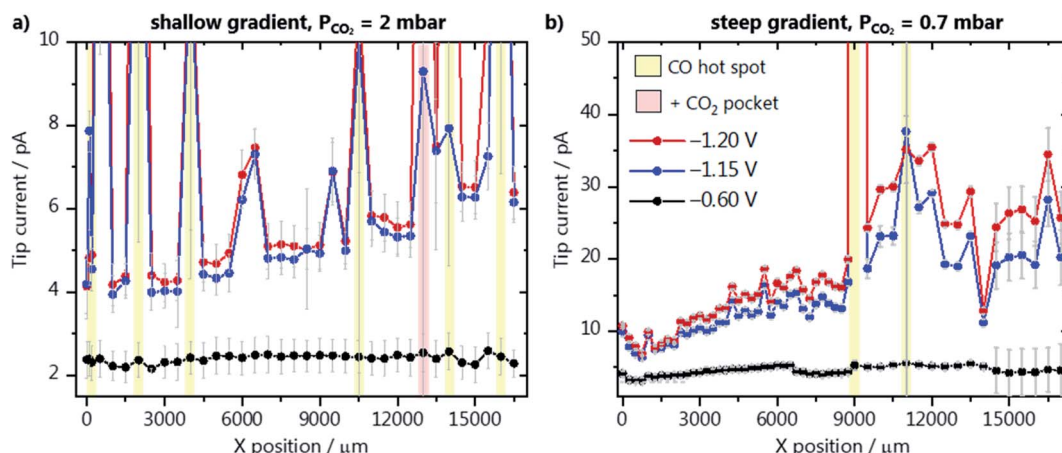 a) shallow gradient, PCO₂ = 2 mbar
10
8
6
4
2
Tip current / pA
0 3000 6000 9000 12000 15000
X position / μm
b) steep gradient, PCO₂ = 0.7 mbar
50
40
30
20
10
Tip current / pA
CO hot spot
+ CO₂ pocket
−1.20 V
−1.15 V
−0.60 V
0 3000 6000 9000 12000 15000
X position / μm